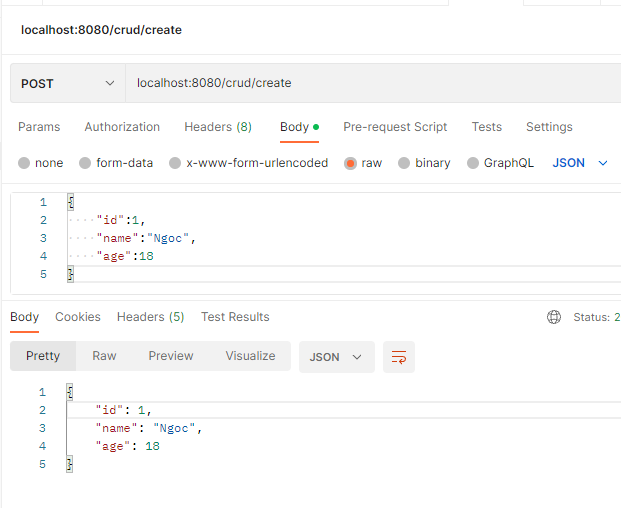 localhost:8080/crud/create
POST localhost:8080/crud/create
Params Authorization Headers (8) Body Pre-request Script Tests Settings
none form-data x-www-form-urlencoded raw binary GraphQL JSON
1 {
2 "id":1,
3 "name":"Ngoc",
4 "age":18
5 }
Body Cookies Headers (5) Test Results Status: 2
Pretty Raw Preview Visualize JSON
1 {
2 "id": 1,
3 "name": "Ngoc",
4 "age": 18
5 }